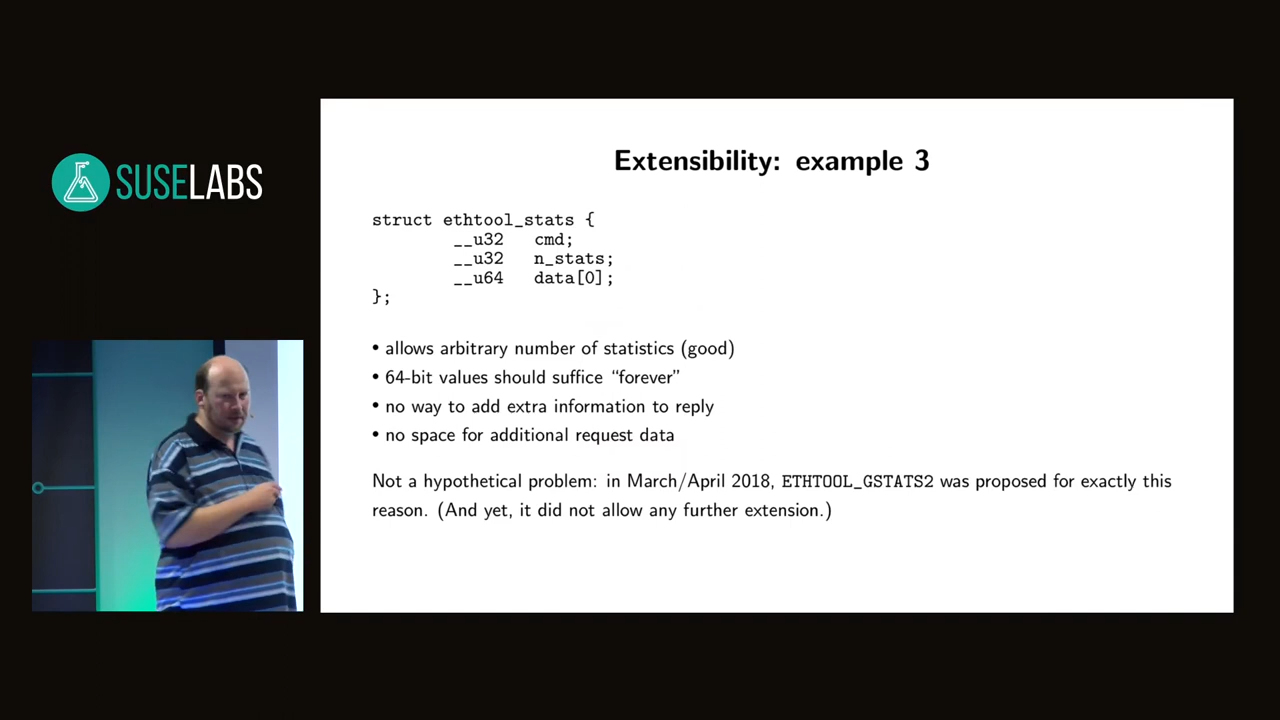 SUSELABS
Extensibility: example 3
struct ethtool_stats {
__u32 cmd;
__u32 n_stats;
__u64 data[0];
};
• allows arbitrary number of statistics (good)
• 64-bit values should suffice “forever”
• no way to add extra information to reply
• no space for additional request data
Not a hypothetical problem: in March/April 2018, ETHTOOL_GSTATS2 was proposed for exactly this
reason. (And yet, it did not allow any further extension.)